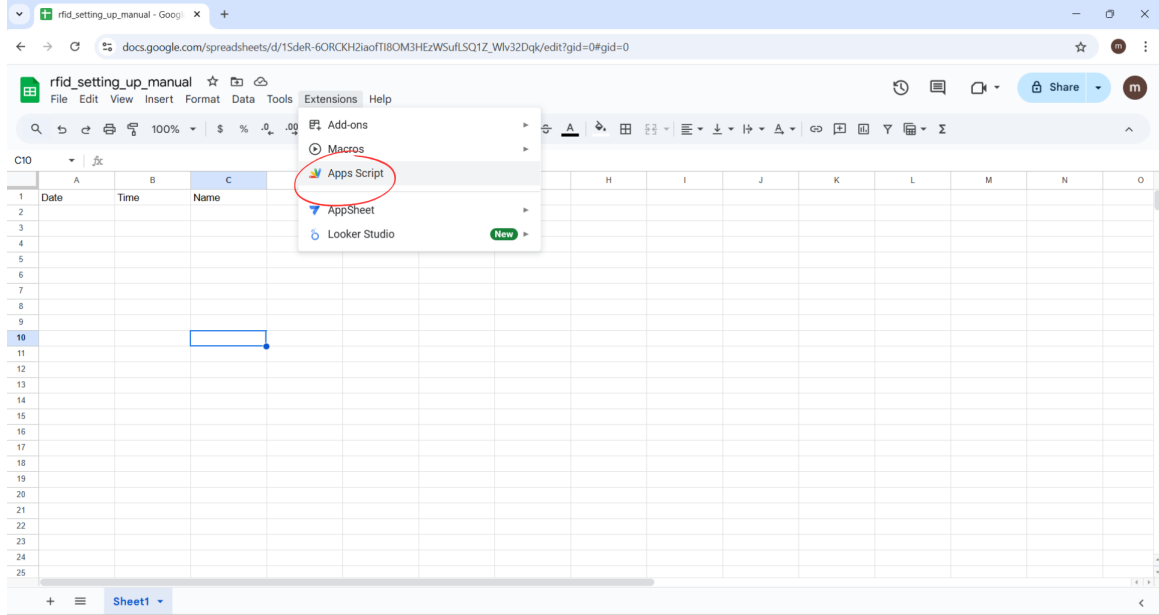 rfid_setting_up_manual - Googl
docs.google.com/spreadsheets/d/1SdeR-6ORCKH2iaofTI8OM3HEzWSufLSQ1Z_Wlv32Dqk/edit?gid=0#gid=0
m
rfid_setting_up_manual
File Edit View Insert Format Data Tools Extensions Help
Share
m
100% $ % .0 .00
A
A
Σ
Add-ons
Macros
Apps Script
AppSheet
Looker Studio New
C10 fx
A B C H I J K L M N O
1 Date Time Name
2
3
4
5
6
7
8
9
10
11
12
13
14
15
16
17
18
19
20
21
22
23
24
25
Sheet1